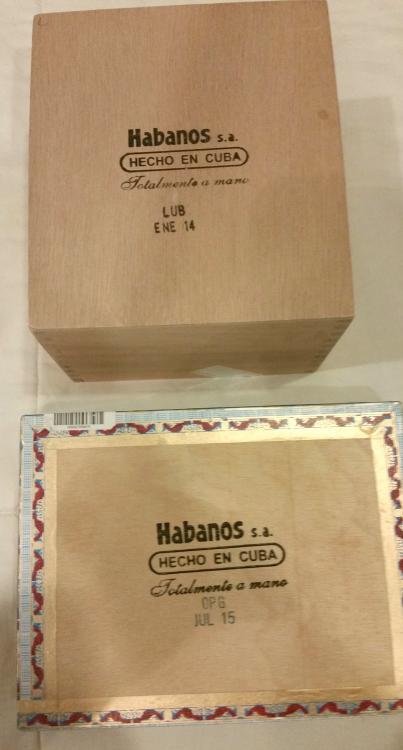 Habanos s.a.
HECHO EN CUBA
Totalmente a mano
LUB
ENE 14
Habanos s.a.
HECHO EN CUBA
Totalmente a mano
OPG
JUL 15